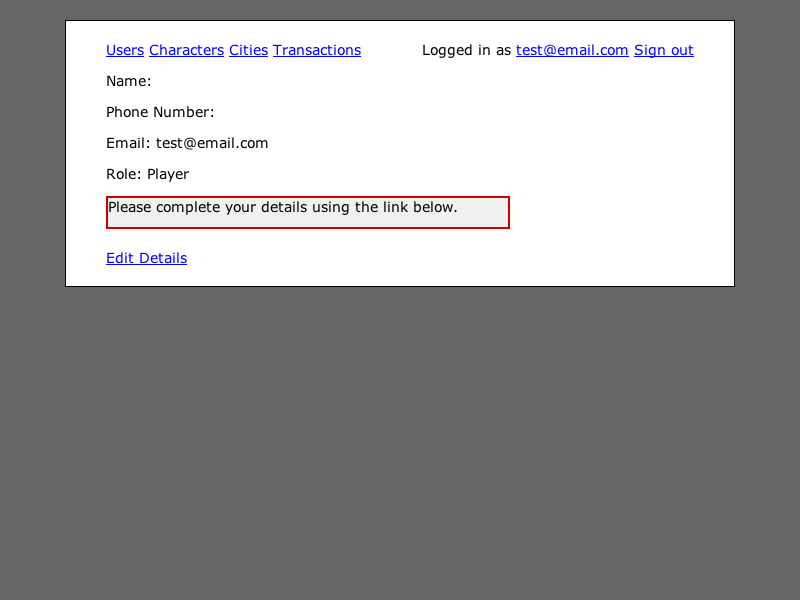 Users Characters Cities Transactions Logged in as test@email.com Sign out
Name:
Phone Number:
Email: test@email.com
Role: Player
Please complete your details using the link below.
Edit Details